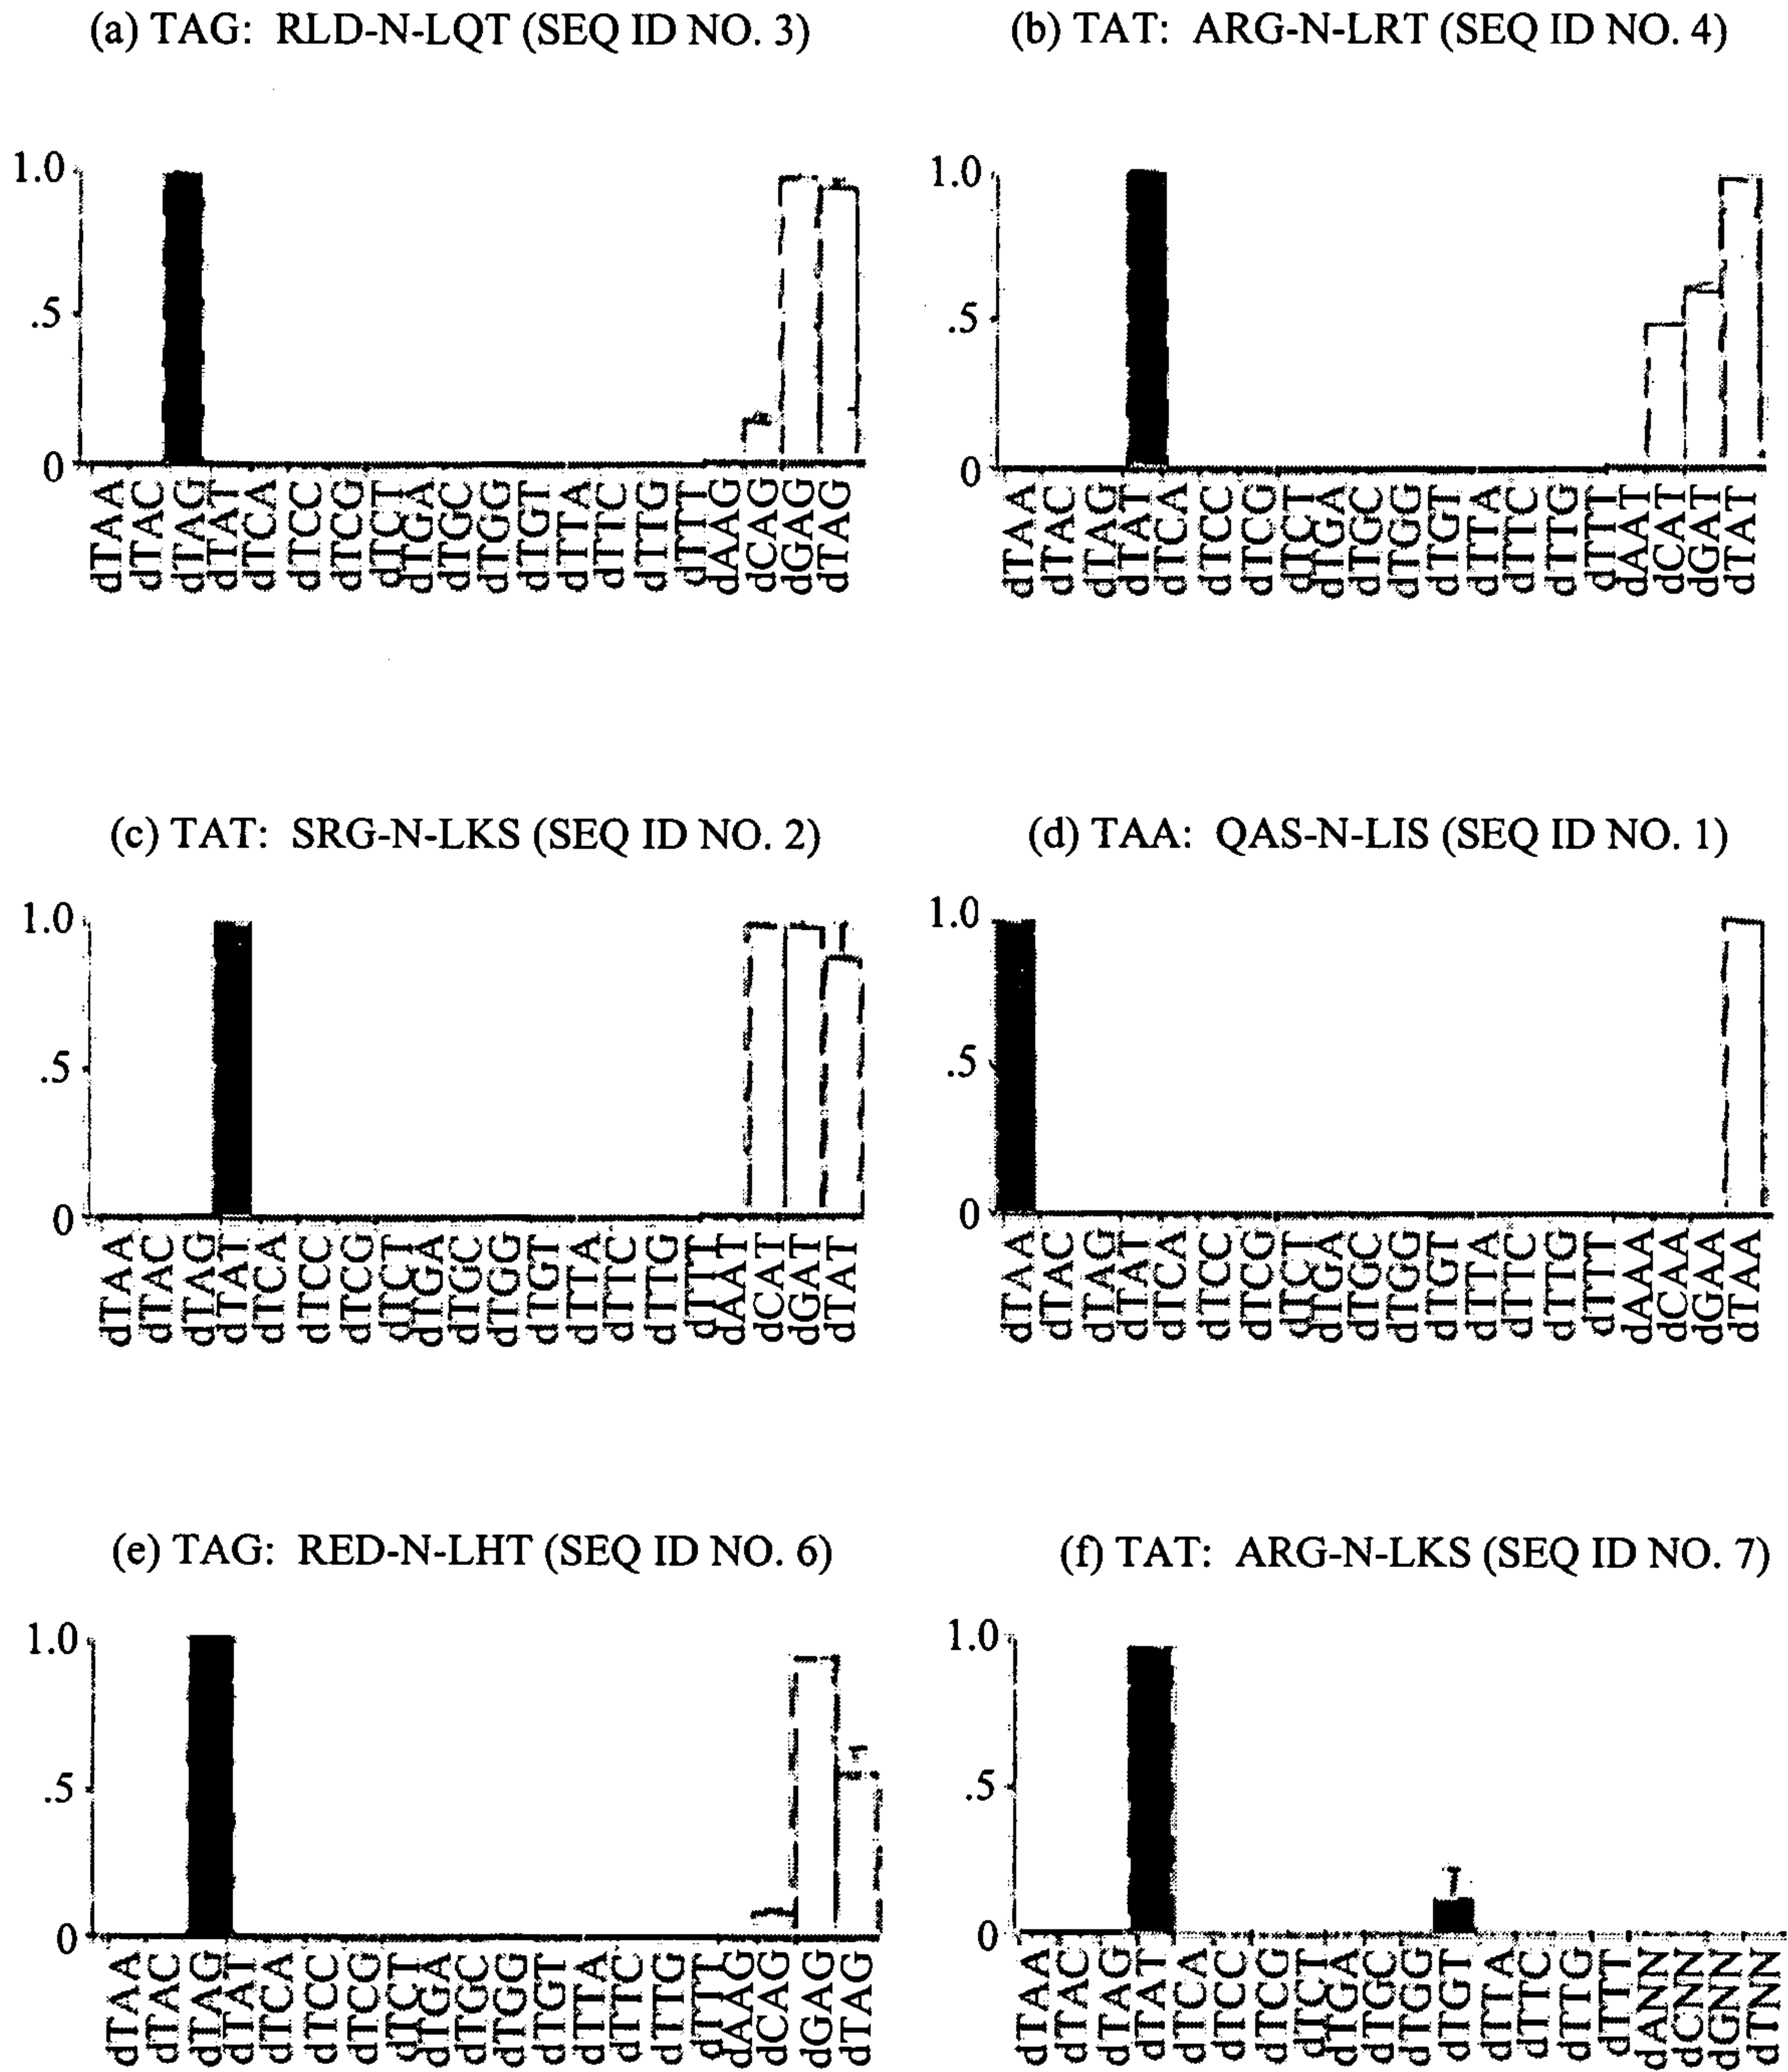 (a) TAG: RLD-N-LQT (SEQ ID NO. 3)
1.0
.5
0
dTAA dTAC dTAG dTAT dTCA dTCC dTCG dTCT dTGA dTGC dTGG dTGT dTTA dTTC dTTG dTTT dAAG dCAG dGAG dTAG
(b) TAT: ARG-N-LRT (SEQ ID NO. 4)
1.0
.5
0
dTAA dTAC dTAG dTAT dTCA dTCC dTCG dTCT dTGA dTGC dTGG dTGT dTTA dTTC dTTG dTTT dAAT dCAT dGAT dTAT
(c) TAT: SRG-N-LKS (SEQ ID NO. 2)
1.0
.5
0
dTAA dTAC dTAG dTAT dTCA dTCC dTCG dTCT dTGA dTGC dTGG dTGT dTTA dTTC dTTG dTTT dAAT dCAT dGAT dTAT
(d) TAA: QAS-N-LIS (SEQ ID NO. 1)
1.0
.5
0
dTAA dTAC dTAG dTAT dTCA dTCC dTCG dTCT dTGA dTGC dTGG dTGT dTTA dTTC dTTG dTTT dAAA dCAA dGAA dTAA
(e) TAG: RED-N-LHT (SEQ ID NO. 6)
1.0
.5
0
dTAA dTAC dTAG dTAT dTCA dTCC dTCG dTCT dTGA dTGC dTGG dTGT dTTA dTTC dTTG dTTT dAAG dCAG dGAG dTAG
(f) TAT: ARG-N-LKS (SEQ ID NO. 7)
1.0
.5
0
dTAA dTAC dTAG dTAT dTCA dTCC dTCG dTCT dTGA dTGC dTGG dTGT dTTA dTTC dTTG dTTT dANN dCNN dGNN dTNN